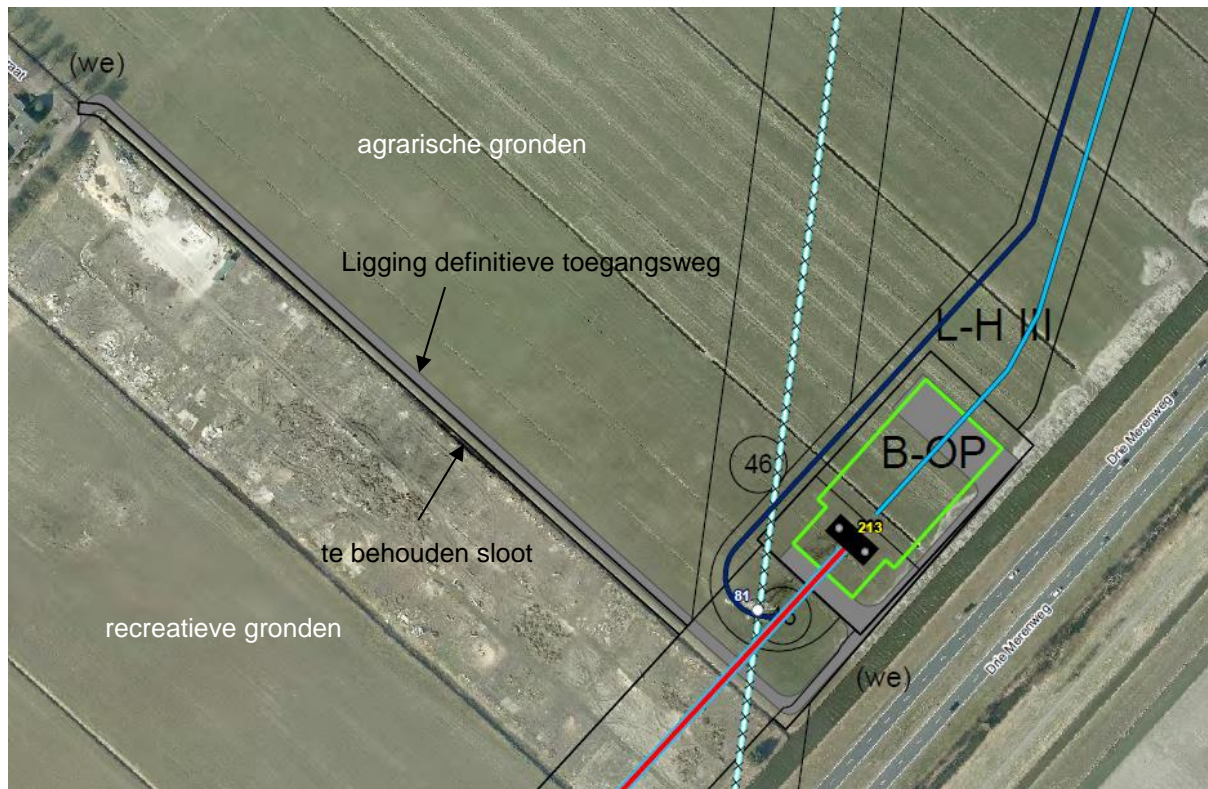 (we)
raat
agrarische gronden
Ligging definitieve toegangsweg
L-H III
Drie Merenweg
46
B-OP
213
te behouden sloot
81
recreatieve gronden
Drie Merenweg
(we)